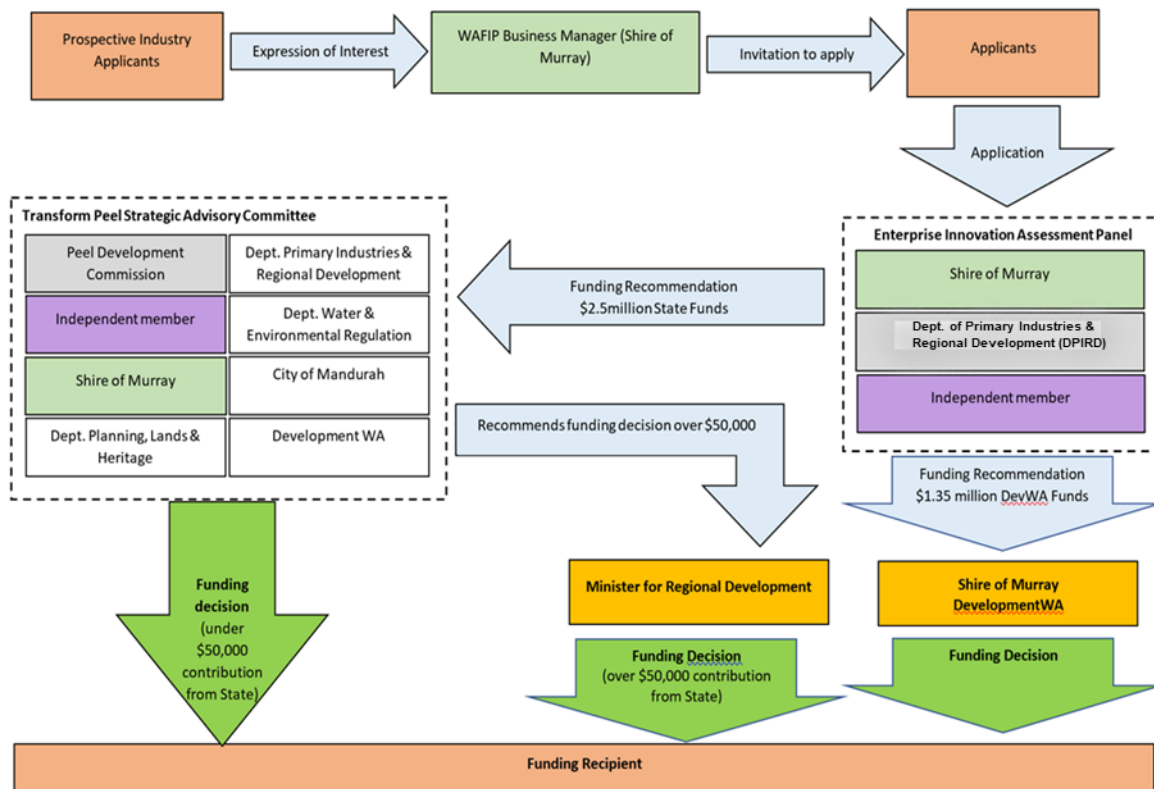 Prospective Industry
Applicants
Expression of Interest
WAFIP Business Manager (Shire of
Murray)
Invitation to apply
Applicants
Application
Transform Peel Strategic Advisory Committee
Peel Development
Commission
Dept. Primary Industries &
Regional Development
Independent member
Dept. Water &
Environmental Regulation
Shire of Murray
City of Mandurah
Dept. Planning, Lands &
Heritage
Development WA
Funding Recommendation
$2.5million State Funds
Enterprise Innovation Assessment Panel
Shire of Murray
Dept. of Primary Industries &
Regional Development (DPIRD)
Independent member
Recommends funding decision over $50,000
Funding Recommendation
$1.35 million DevWA Funds
Funding
decision
(under
$50,000
contribution
from State)
Minister for Regional Development
Shire of Murray
DevelopmentWA
Funding Decision
(over $50,000 contribution
from State)
Funding Decision
Funding Recipient